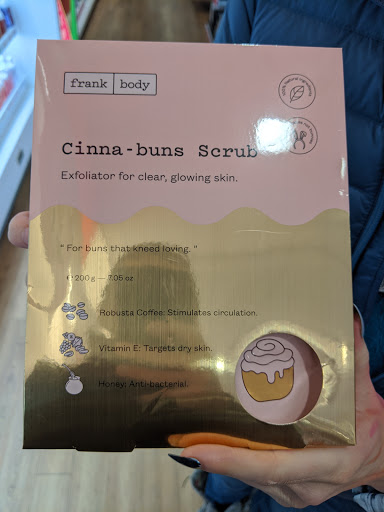 frank body
Cinna-buns Scrub
Exfoliator for clear, glowing skin.
" For buns that kneed loving. "
℮ 200 g — 7.05 oz
Robusta Coffee: Stimulates circulation.
Vitamin E: Targets dry skin.
Honey: Anti-bacterial.